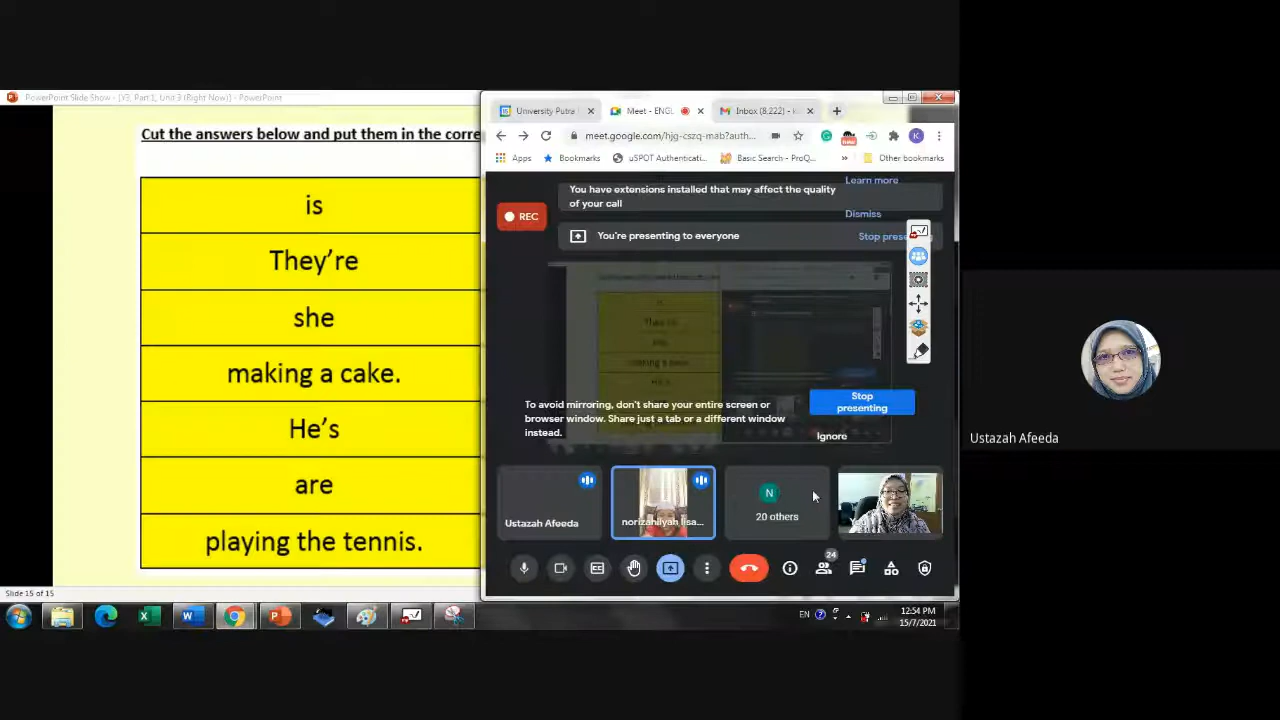 PowerPoint Slide Show - [Y3, Part 1, Unit 3 (Right Now)] - PowerPoint
Cut the answers below and put them in the corre
is
They're
she
making a cake.
He's
are
playing the tennis.
Slide 15 of 15
University Putra
Meet - ENGL
Inbox (8,222) -
meet.google.com/hjg-cszq-mab?auth...
K
Apps
Bookmarks
uSPOT Authenticati...
Basic Search - ProQ...
Other bookmarks
Learn more
You have extensions installed that may affect the quality
of your call
REC
Dismiss
You're presenting to everyone
Stop prese
To avoid mirroring, don't share your entire screen or
browser window. Share just a tab or a different window
instead.
Stop
presenting
Ignore
Ustazah Afeeda
norizahilyah lisa...
N
20 others
You
24
EN
12:54 PM
15/7/2021
Ustazah Afeeda